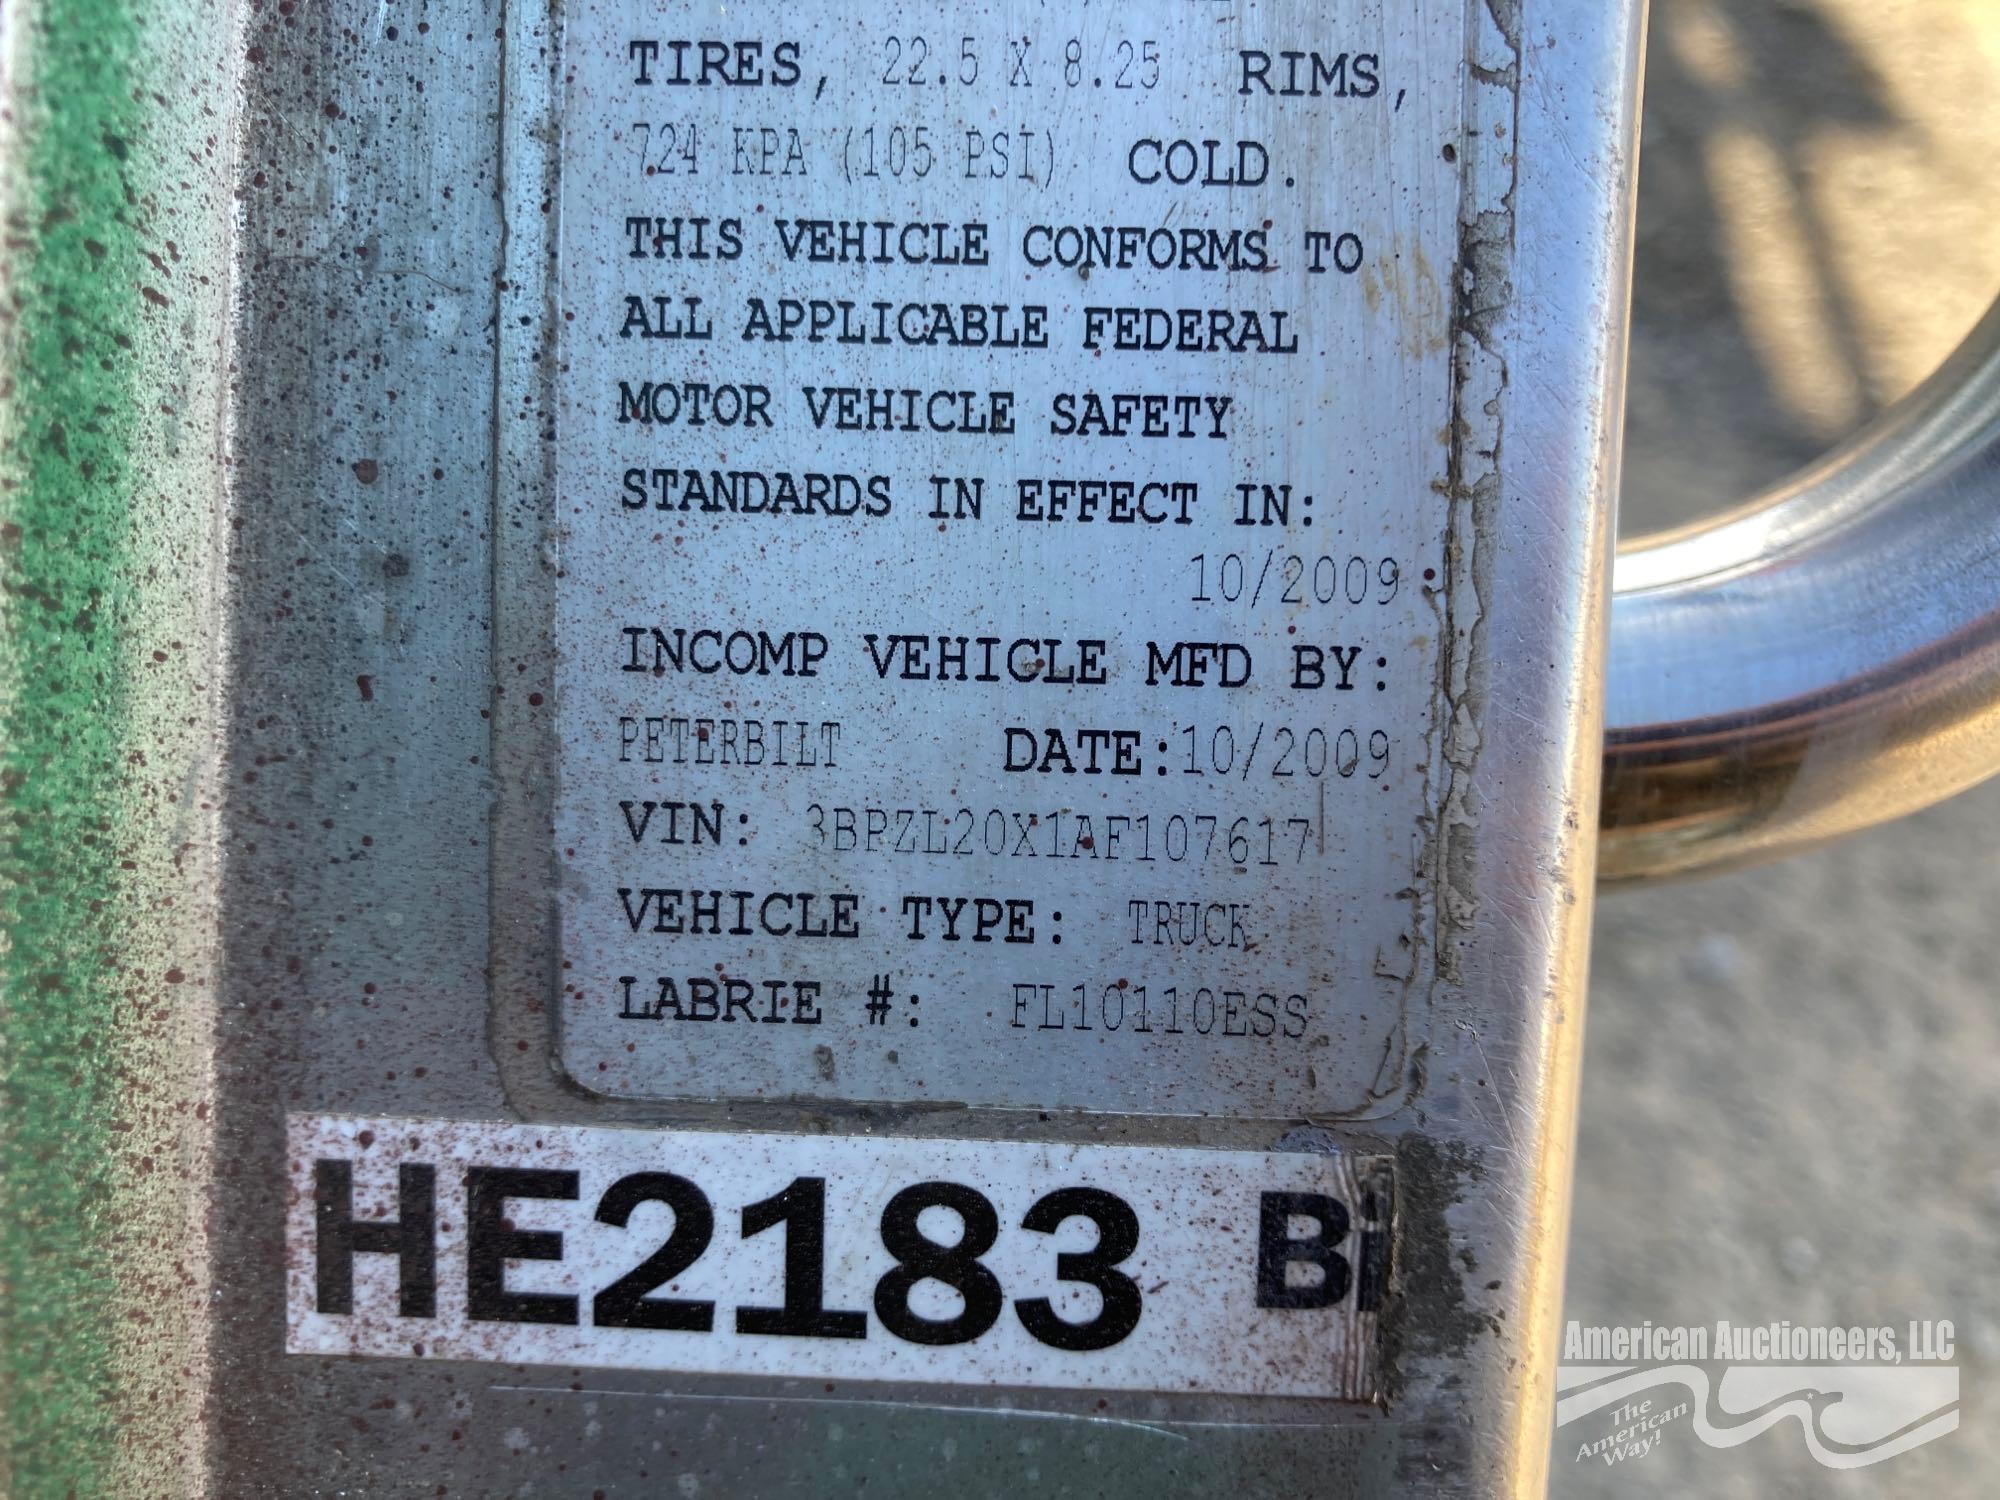 TIRES, 22.5 X 8.25 RIMS,
724 KPA (105 PSI) COLD.
THIS VEHICLE CONFORMS TO
ALL APPLICABLE FEDERAL
MOTOR VEHICLE SAFETY
STANDARDS IN EFFECT IN:
10/2009
INCOMP VEHICLE MFD BY:
PETERBILT DATE:10/2009
VIN: 3BPZL20X1AF107617
VEHICLE TYPE: TRUCK
LABRIE #: FL10110ESS
HE2183 Bi
American Auctioneers, LLC
The
American
Way!